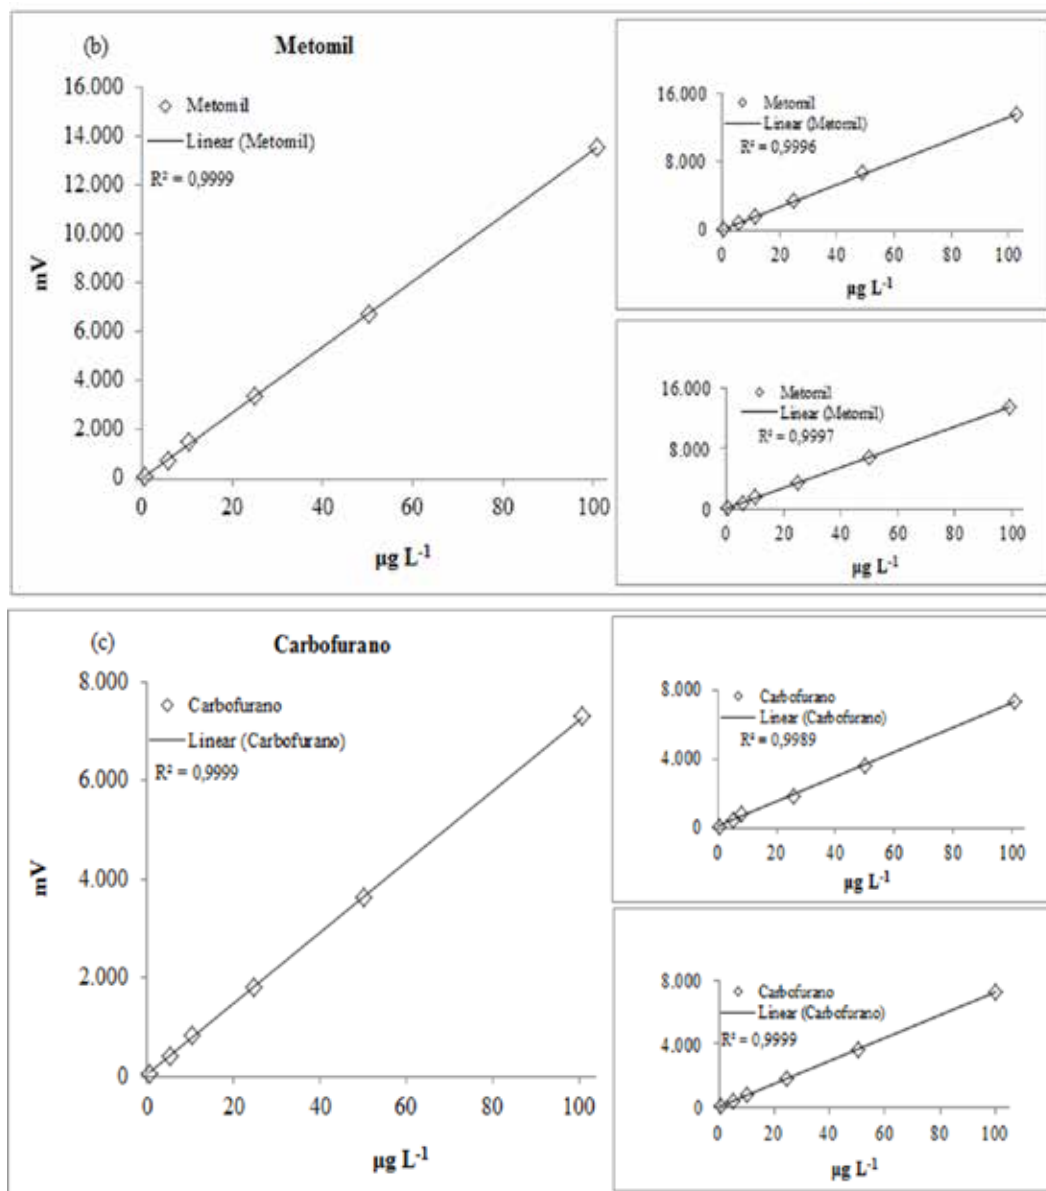 (b)
Metomil
16.000
14.000
12.000
10.000
8.000
6.000
4.000
2.000
0
mV
Metomil
Linear (Metomil)
R² = 0,9999
0 20 40 60 80 100
µg L⁻¹
16.000
8.000
0
Metomil
Linear (Metomil)
R² = 0,9996
0 20 40 60 80 100
µg L⁻¹
16.000
8.000
0
Metomil
Linear (Metomil)
R² = 0,9997
0 20 40 60 80 100
µg L⁻¹
(c)
Carbofurano
8.000
6.000
4.000
2.000
0
mV
Carbofurano
Linear (Carbofurano)
R² = 0,9999
0 20 40 60 80 100
µg L⁻¹
8.000
4.000
0
Carbofurano
Linear (Carbofurano)
R² = 0,9989
0 20 40 60 80 100
µg L⁻¹
8.000
4.000
0
Carbofurano
Linear (Carbofurano)
R² = 0,9999
0 20 40 60 80 100
µg L⁻¹